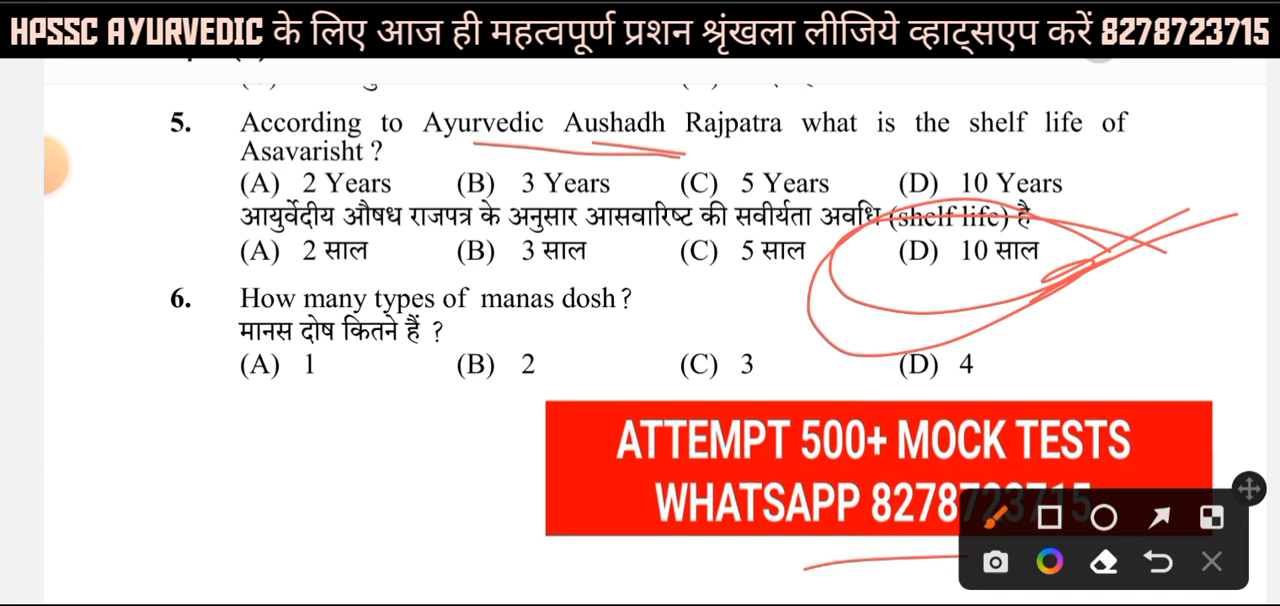 HPSSC AYURVEDIC के लिए आज ही महत्वपूर्ण प्रशन श्रृंखला लीजिये व्हाट्सएप करें 8278723715
5. According to Ayurvedic Aushadh Rajpatra what is the shelf life of
Asavarisht ?
(A) 2 Years (B) 3 Years (C) 5 Years (D) 10 Years
आयुर्वेदीय औषध राजपत्र के अनुसार आसवारिष्ट की सवीर्यता अवधि (shelf life) है
(A) 2 साल (B) 3 साल (C) 5 साल (D) 10 साल
6. How many types of manas dosh ?
मानस दोष कितने हैं ?
(A) 1 (B) 2 (C) 3 (D) 4
ATTEMPT 500+ MOCK TESTS
WHATSAPP 8278723715